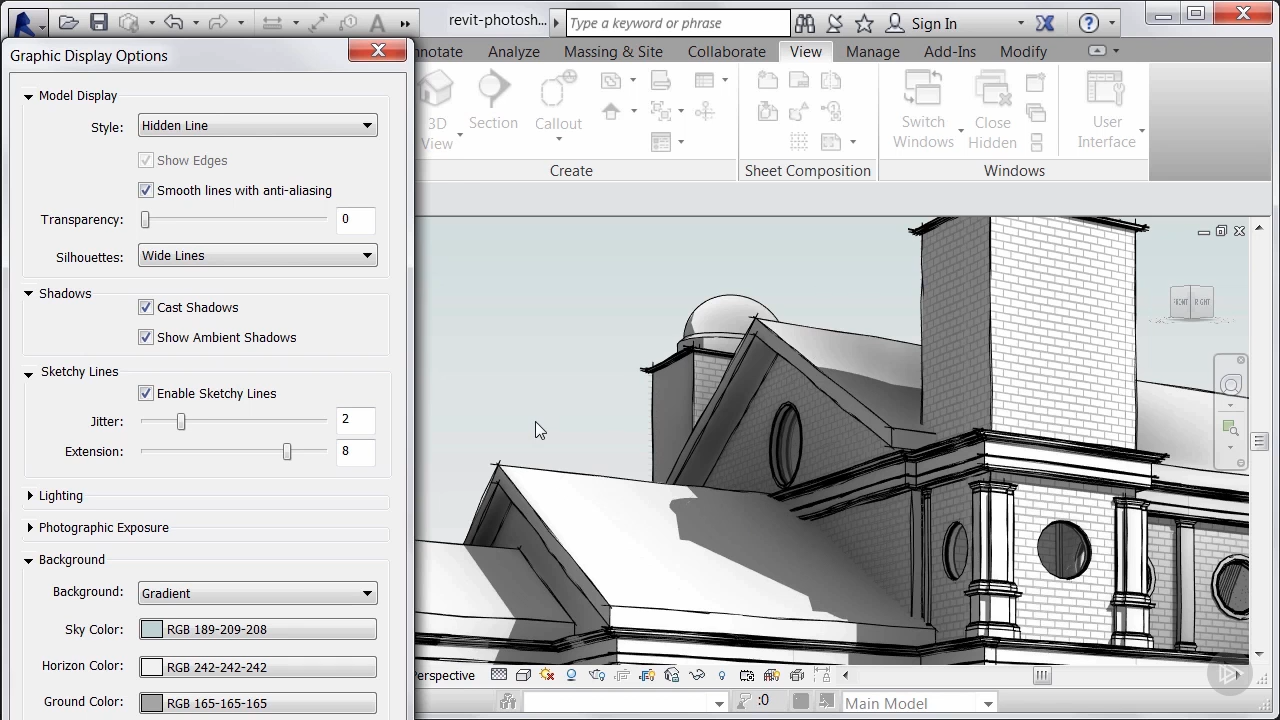 revit-photosh...
Type a keyword or phrase
Sign In
Graphic Display Options
nnotate
Analyze
Massing & Site
Collaborate
View
Manage
Add-Ins
Modify
Model Display
Style:
Hidden Line
Show Edges
Smooth lines with anti-aliasing
Transparency:
0
Silhouettes:
Wide Lines
Shadows
Cast Shadows
Show Ambient Shadows
Sketchy Lines
Enable Sketchy Lines
Jitter:
2
Extension:
8
Lighting
Photographic Exposure
Background
Background:
Gradient
Sky Color:
RGB 189-209-208
Horizon Color:
RGB 242-242-242
Ground Color:
RGB 165-165-165
3D
View
Section
Callout
Switch
Windows
Close
Hidden
User
Interface
Create
Sheet Composition
Windows
FRONT
RIGHT
Perspective
:0
Main Model